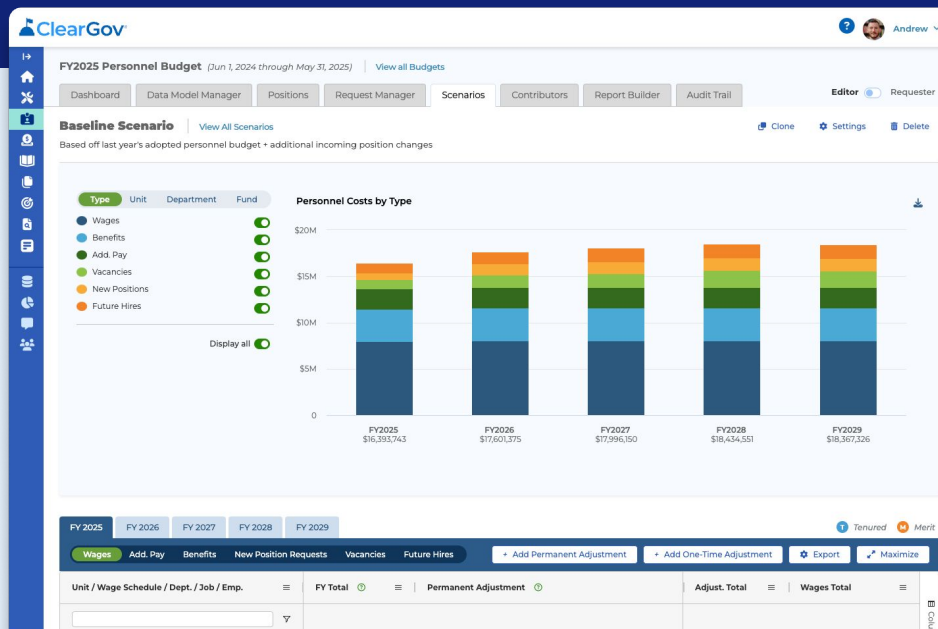 ClearGov
? Andrew
FY2025 Personnel Budget (Jun 1, 2024 through May 31, 2025) View all Budgets
Dashboard Data Model Manager Positions Request Manager Scenarios Contributors Report Builder Audit Trail Editor Requester
Baseline Scenario View All Scenarios Clone Settings Delete
Based off last year's adopted personnel budget + additional incoming position changes
Type Unit Department Fund
Wages
Benefits
Add. Pay
Vacancies
New Positions
Future Hires
Display all
Personnel Costs by Type
$20M
$15M
$10M
$5M
0
FY2025 FY2026 FY2027 FY2028 FY2029
$16,393,743 $17,601,375 $17,996,150 $18,434,551 $18,367,326
FY 2025 FY 2026 FY 2027 FY 2028 FY 2029 T Tenured M Merit
Wages Add. Pay Benefits New Position Requests Vacancies Future Hires + Add Permanent Adjustment + Add One-Time Adjustment Export Maximize
Unit / Wage Schedule / Dept. / Job / Emp. FY Total ? Permanent Adjustment ? Adjust. Total Wages Total
Colu